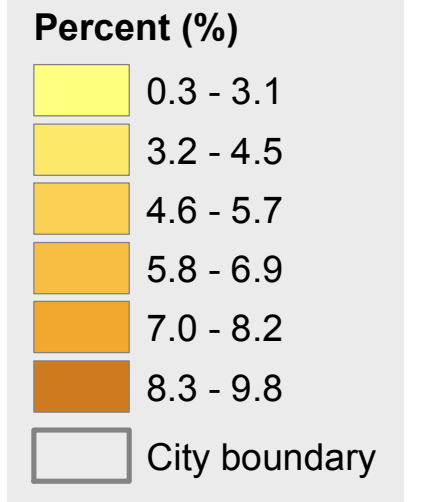 Percent (%)
0.3 - 3.1
3.2 - 4.5
4.6 - 5.7
5.8 - 6.9
7.0 - 8.2
8.3 - 9.8
City boundary